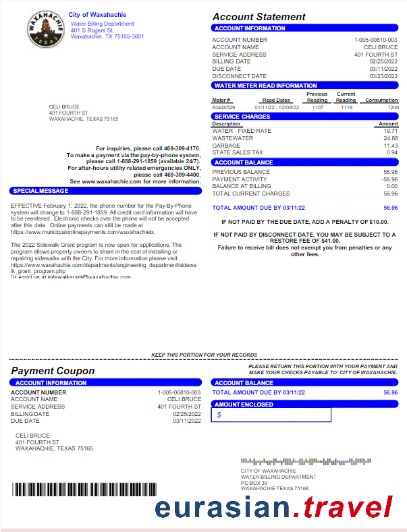 City of Waxahachie
Water Billing Department
401 S Rogers St
Waxahachie, TX 75165-3651
WAXAHACHIE
TEXAS
CELI BRUCE
401 FOURTH ST
WAXAHACHIE, TEXAS 75165
For inquiries, please call 469-309-4170.
To make a payment via the pay-by-phone system,
please call 1-888-291-1859 (available 24/7).
For after-hours utility related emergencies ONLY,
please call 469-309-4400.
See www.waxahachie.com for more information.
SPECIAL MESSAGE
EFFECTIVE February 1, 2022, the phone number for the Pay-By-Phone
system will change to 1-888-291-1859. All credit card information will have
to be reentered. Electronic checks over the phone will not be accepted
after this date. Online payments can still be made at
The 2022 Sidewalk Grant program is now open for applications. The
program allows property owners to share in the cost of installing or
repairing sidewalks with the City. For more information please visit
https://www.waxahachie.com/departments/engineering_department/sidewa
lk_grant_program.php
Account Statement
ACCOUNT INFORMATION
ACCOUNT NUMBER 1-005-00810-003
ACCOUNT NAME CELI BRUCE
SERVICE ADDRESS 401 FOURTH ST
BILLING DATE 02/25/2022
DUE DATE 03/11/2022
DISCONNECT DATE 03/23/2022
WATER METER READ INFORMATION
Previous Current
Meter # Read Dates Reading Reading Consumption
01/11/22 - 02/08/22 1107 1119 1200
SERVICE CHARGES
Description Amount
WATER - FIXED RATE 19.71
WASTEWATER 24.88
GARBAGE 11.43
STATE SALES TAX 0.94
ACCOUNT BALANCE
PREVIOUS BALANCE 56.96
PAYMENT ACTIVITY -56.96
BALANCE AT BILLING 0.00
TOTAL CURRENT CHARGES 56.96
TOTAL AMOUNT DUE BY 03/11/22 56.96
IF NOT PAID BY THE DUE DATE, ADD A PENALTY OF $10.00.
IF NOT PAID BY DISCONNECT DATE, YOU MAY BE SUBJECT TO A
RESTORE FEE OF $41.00.
Failure to receive bill does not exempt you from penalties or any
other fees.
KEEP THIS PORTION FOR YOUR RECORDS
Payment Coupon
PLEASE RETURN THIS PORTION WITH YOUR PAYMENT AND
MAKE YOUR CHECKS PAYABLE TO: CITY OF WAXAHACHIE.
ACCOUNT INFORMATION
ACCOUNT NUMBER 1-005-00810-003
ACCOUNT NAME CELI BRUCE
SERVICE ADDRESS 401 FOURTH ST
BILLING DATE 02/25/2022
DUE DATE 03/11/2022
ACCOUNT BALANCE
TOTAL AMOUNT DUE BY 03/11/22 56.96
AMOUNT ENCLOSED
$
CELI BRUCE
401 FOURTH ST
WAXAHACHIE, TEXAS 75165
CITY OF WAXAHACHIE
WATER BILLING DEPARTMENT
PO BOX 39
WAXAHACHIE TEXAS 75168
eurasian.travel